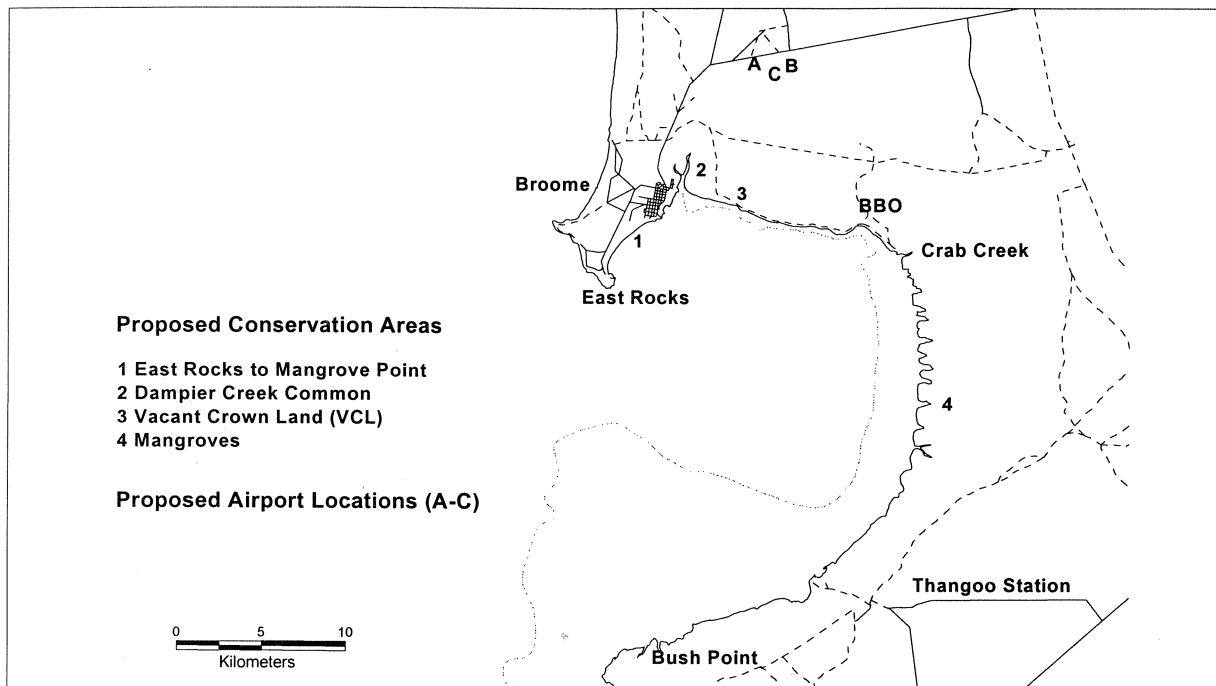 A
C
B
2
Broome
3
BBO
1
Crab Creek
East Rocks
Proposed Conservation Areas
1 East Rocks to Mangrove Point
2 Dampier Creek Common
3 Vacant Crown Land (VCL)
4 Mangroves
4
Proposed Airport Locations (A-C)
Thangoo Station
0 5 10
Kilometers
Bush Point